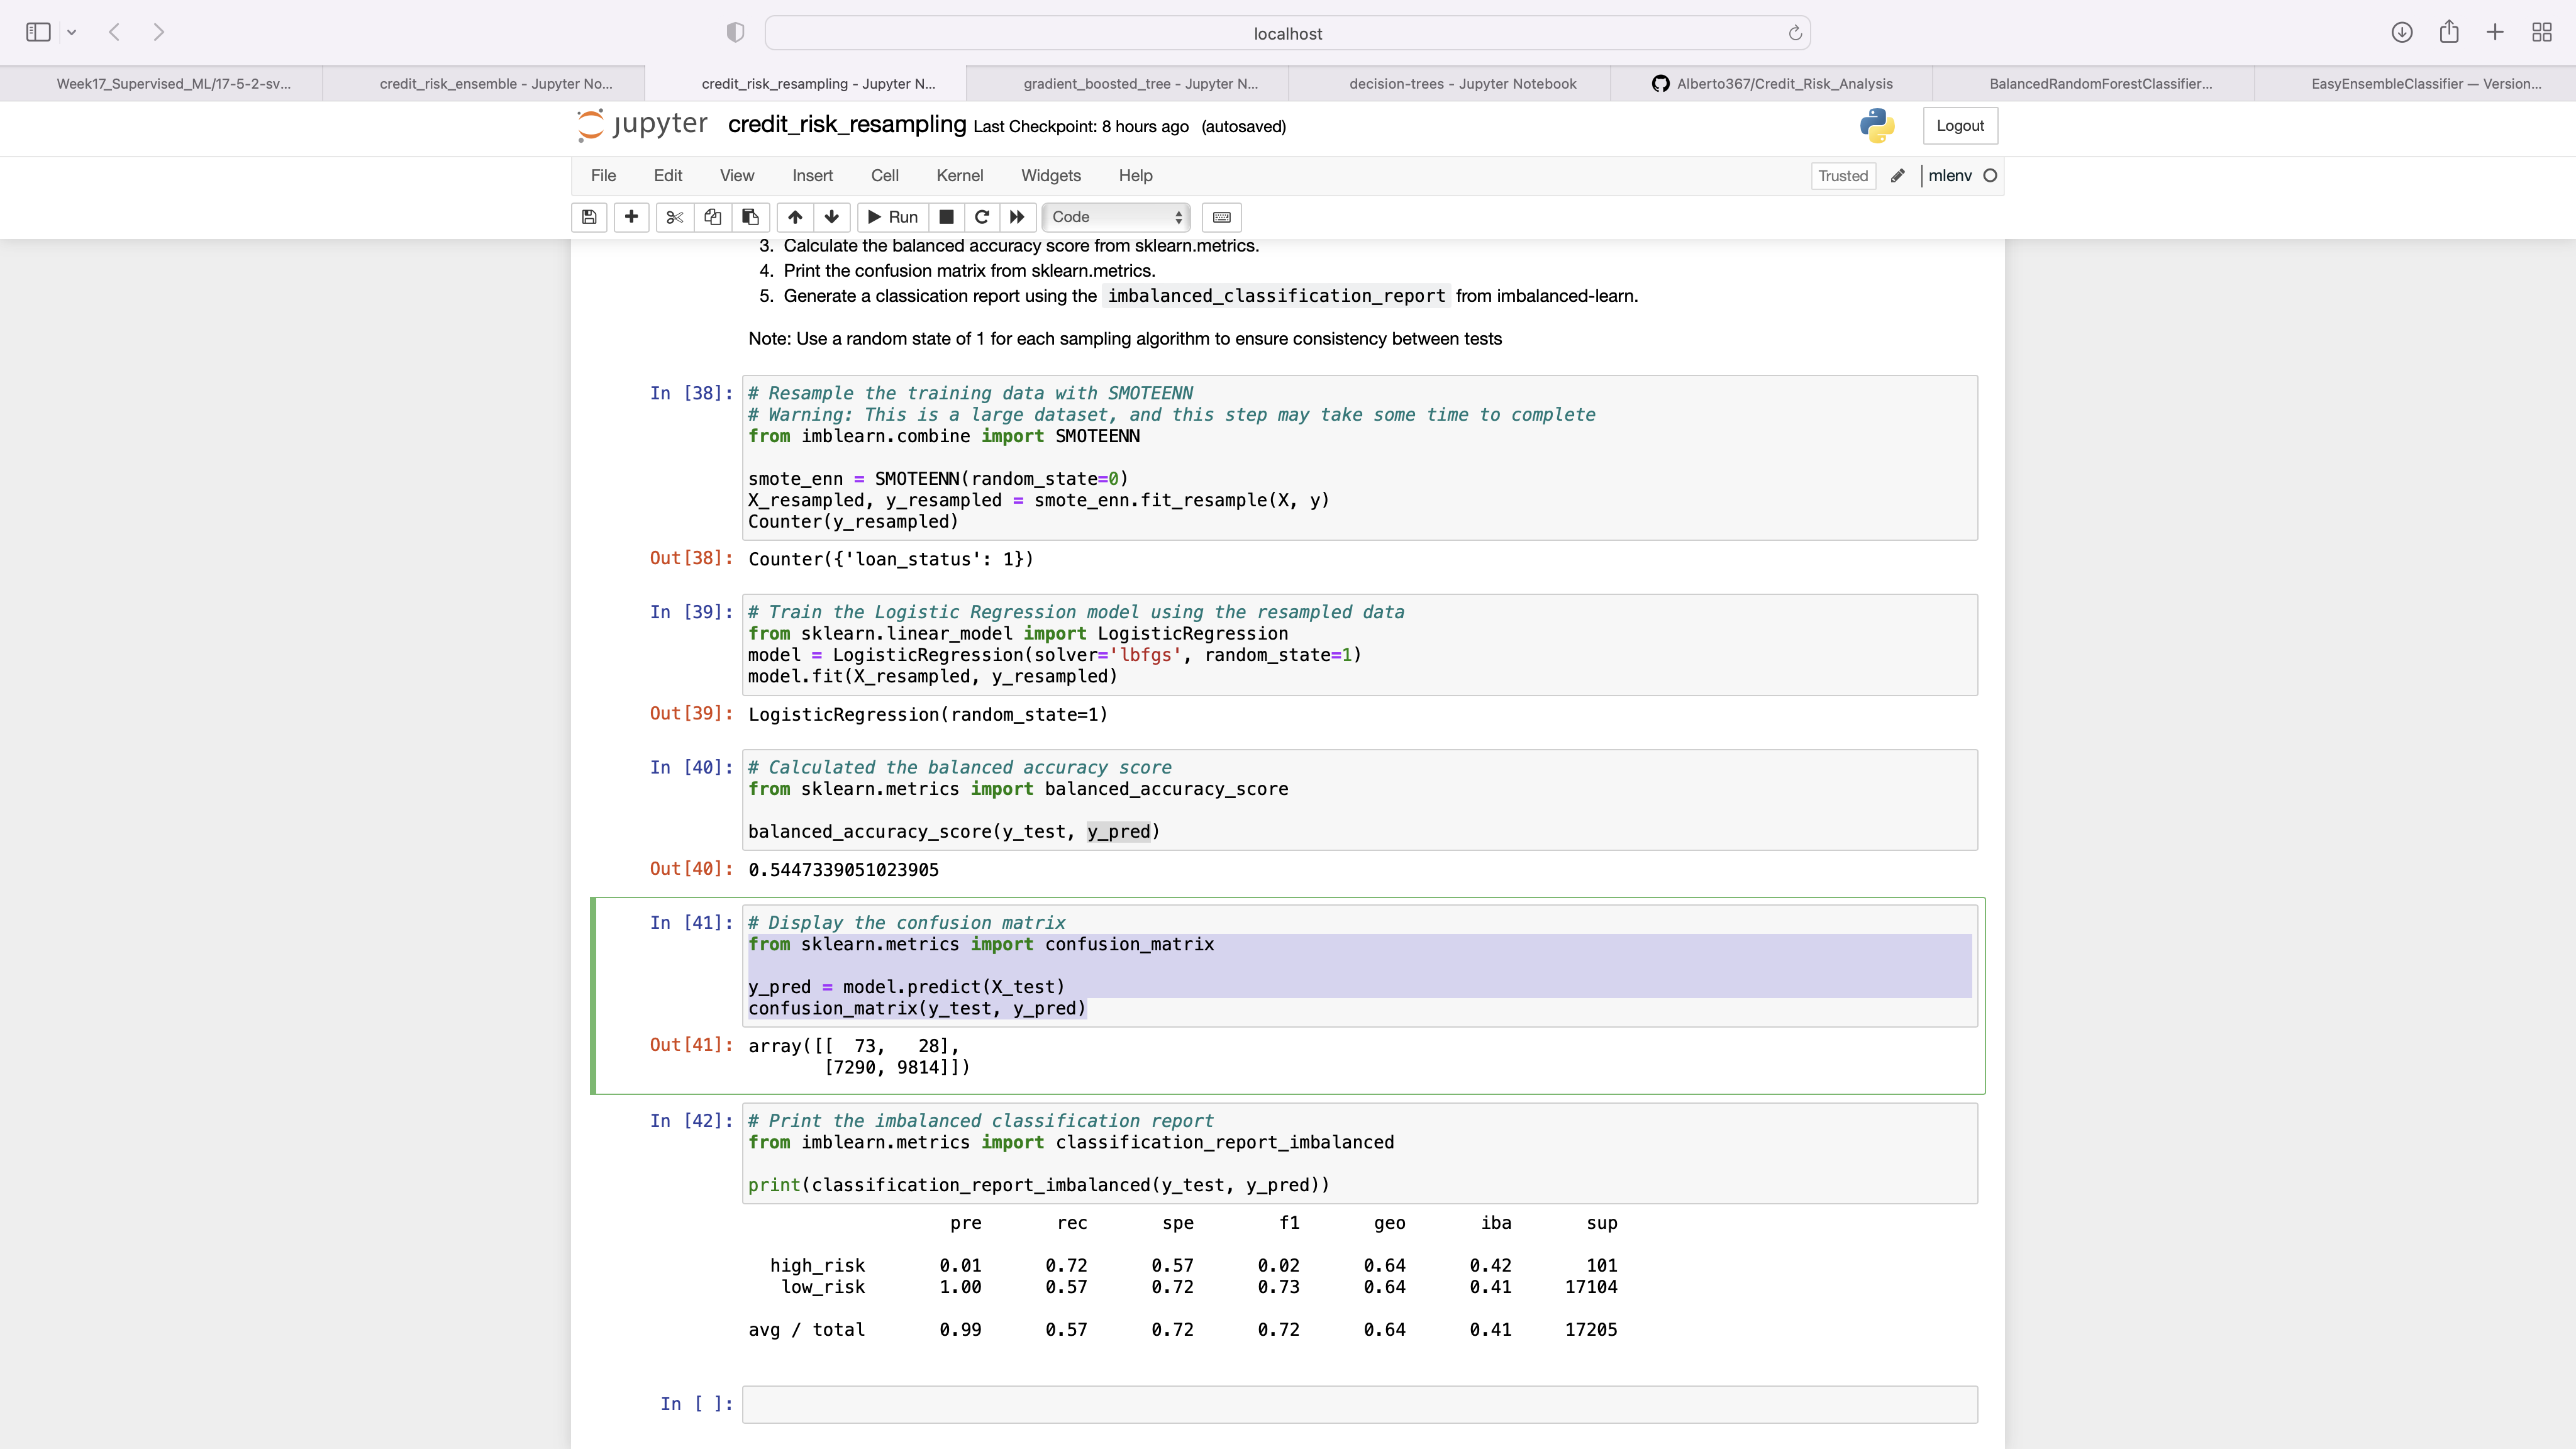 localhost
Week17_Supervised_ML/17-5-2-sv...
credit_risk_ensemble - Jupyter No...
credit_risk_resampling - Jupyter N...
gradient_boosted_tree - Jupyter N...
decision-trees - Jupyter Notebook
Alberto367/Credit_Risk_Analysis
BalancedRandomForestClassifier...
EasyEnsembleClassifier — Version...
jupyter credit_risk_resampling Last Checkpoint: 8 hours ago (autosaved)
Logout
File Edit View Insert Cell Kernel Widgets Help
Trusted
mlenv
Run
Code
3. Calculate the balanced accuracy score from sklearn.metrics.
4. Print the confusion matrix from sklearn.metrics.
5. Generate a classication report using the imbalanced_classification_report from imbalanced-learn.
Note: Use a random state of 1 for each sampling algorithm to ensure consistency between tests
In [38]: # Resample the training data with SMOTEENN
# Warning: This is a large dataset, and this step may take some time to complete
from imblearn.combine import SMOTEENN
smote_enn = SMOTEENN(random_state=0)
X_resampled, y_resampled = smote_enn.fit_resample(X, y)
Counter(y_resampled)
Out[38]: Counter({'loan_status': 1})
In [39]: # Train the Logistic Regression model using the resampled data
from sklearn.linear_model import LogisticRegression
model = LogisticRegression(solver='lbfgs', random_state=1)
model.fit(X_resampled, y_resampled)
Out[39]: LogisticRegression(random_state=1)
In [40]: # Calculated the balanced accuracy score
from sklearn.metrics import balanced_accuracy_score
balanced_accuracy_score(y_test, y_pred)
Out[40]: 0.5447339051023905
In [41]: # Display the confusion matrix
from sklearn.metrics import confusion_matrix
y_pred = model.predict(X_test)
confusion_matrix(y_test, y_pred)
Out[41]: array([[  73,   28],
[7290, 9814]])
In [42]: # Print the imbalanced classification report
from imblearn.metrics import classification_report_imbalanced
print(classification_report_imbalanced(y_test, y_pred))
pre rec spe f1 geo iba sup
high_risk 0.01 0.72 0.57 0.02 0.64 0.42 101
low_risk 1.00 0.57 0.72 0.73 0.64 0.41 17104
avg / total 0.99 0.57 0.72 0.72 0.64 0.41 17205
In [ ]: